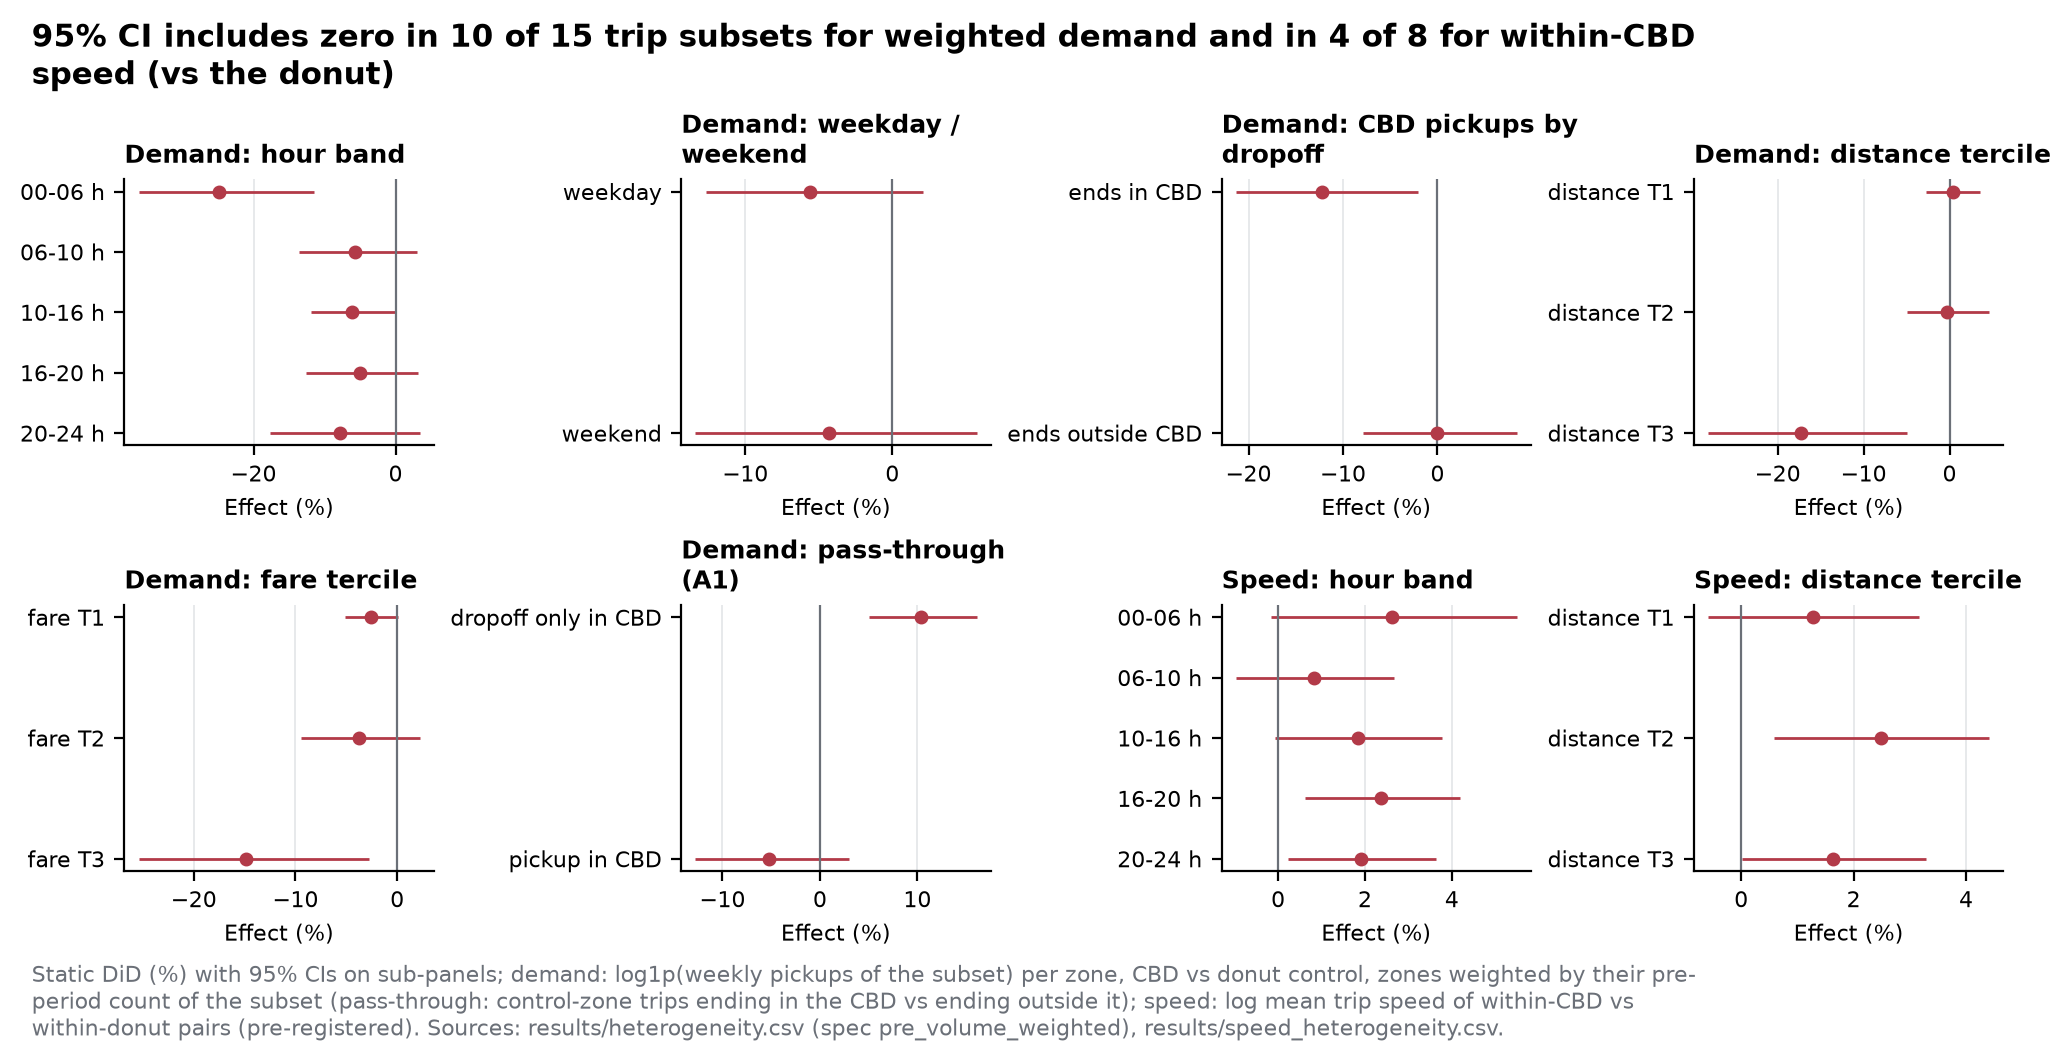 95% CI includes zero in 10 of 15 trip subsets for weighted demand and in 4 of 8 for within-CBD
speed (vs the donut)
Demand: hour band
00-06 h
06-10 h
10-16 h
16-20 h
20-24 h
−20
0
Effect (%)
Demand: weekday /
weekend
weekday
weekend
−10
0
Effect (%)
Demand: CBD pickups by
dropoff
ends in CBD
ends outside CBD
−20
−10
0
Effect (%)
Demand: distance tercile
distance T1
distance T2
distance T3
−20
−10
0
Effect (%)
Demand: fare tercile
fare T1
fare T2
fare T3
−20
−10
0
Effect (%)
Demand: pass-through
(A1)
dropoff only in CBD
pickup in CBD
−10
0
10
Effect (%)
Speed: hour band
00-06 h
06-10 h
10-16 h
16-20 h
20-24 h
0
2
4
Effect (%)
Speed: distance tercile
distance T1
distance T2
distance T3
0
2
4
Effect (%)
Static DiD (%) with 95% CIs on sub-panels; demand: log1p(weekly pickups of the subset) per zone, CBD vs donut control, zones weighted by their pre-
period count of the subset (pass-through: control-zone trips ending in the CBD vs ending outside it); speed: log mean trip speed of within-CBD vs
within-donut pairs (pre-registered). Sources: results/heterogeneity.csv (spec pre_volume_weighted), results/speed_heterogeneity.csv.